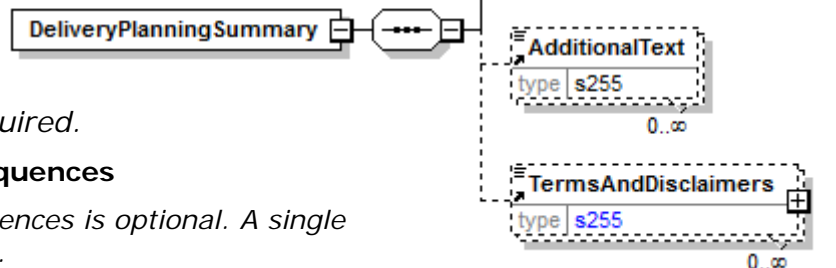 DeliveryPlanningSummary
AdditionalText
type s255
0..∞
uired.
quences
ences is optional. A single
TermsAndDisclaimers
type s255
0..∞